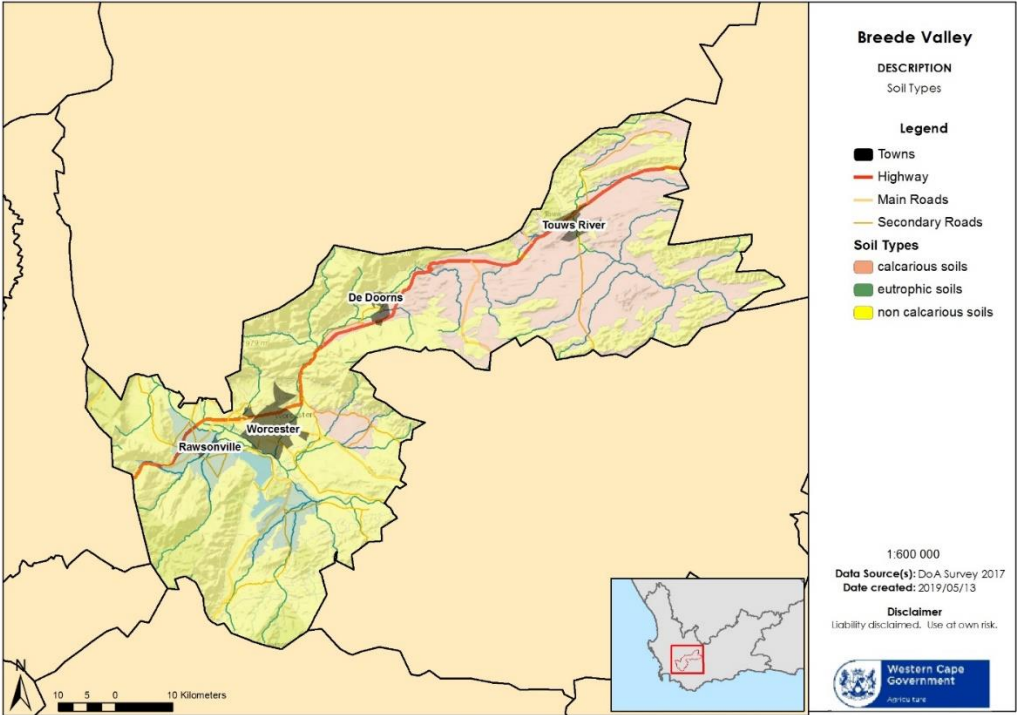 Breede Valley
DESCRIPTION
Soil Types
Legend
Towns
Highway
Main Roads
Secondary Roads
Soil Types
calcarious soils
eutrophic soils
non calcarious soils
Touws River
De Doorns
Worcester
Rawsonville
1:600 000
Data Source(s): DoA Survey 2017
Date created: 2019/05/13
Disclaimer
Liability disclaimed. Use at own risk.
Western Cape
Government
Agriculture
N
10 5 0 10 Kilometers